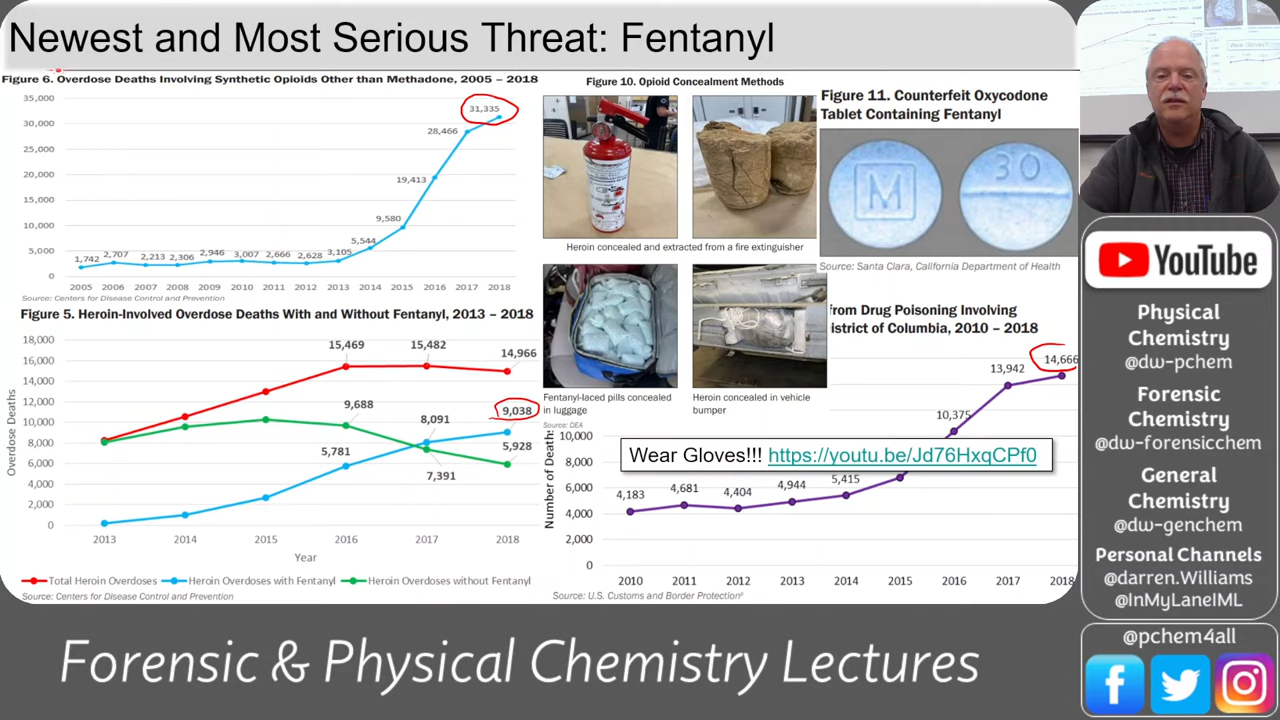 Newest and Most Serious Threat: Fentanyl
Figure 6. Overdose Deaths Involving Synthetic Opioids Other than Methadone, 2005 – 2018
35,000
30,000
25,000
20,000
15,000
10,000
5,000
0
1,742
2,707
2,213
2,306
2,946
3,007
2,666
2,628
3,105
5,544
9,580
19,413
28,466
31,335
2005 2006 2007 2008 2009 2010 2011 2012 2013 2014 2015 2016 2017 2018
Source: Centers for Disease Control and Prevention
Figure 5. Heroin-Involved Overdose Deaths With and Without Fentanyl, 2013 – 2018
Overdose Deaths
18,000
16,000
14,000
12,000
10,000
8,000
6,000
4,000
2,000
0
15,469
15,482
14,966
9,688
8,091
9,038
5,781
7,391
5,928
2013 2014 2015 2016 2017 2018
Year
Total Heroin Overdoses Heroin Overdoses with Fentanyl Heroin Overdoses without Fentanyl
Source: Centers for Disease Control and Prevention
Figure 10. Opioid Concealment Methods
Heroin concealed and extracted from a fire extinguisher
Fentanyl-laced pills concealed
in luggage
Heroin concealed in vehicle
bumper
Source: DEA
Figure 11. Counterfeit Oxycodone
Tablet Containing Fentanyl
M
30
Source: Santa Clara, California Department of Health
from Drug Poisoning Involving
istrict of Columbia, 2010 – 2018
Number of Deaths
10,000
8,000
6,000
4,000
2,000
0
4,183
4,681
4,404
4,944
5,415
10,375
13,942
14,666
2010 2011 2012 2013 2014 2015 2016 2017 2018
Source: U.S. Customs and Border Protection
Wear Gloves!!! https://youtu.be/Jd76HxqCPf0
YouTube
Physical
Chemistry
@dw-pchem
Forensic
Chemistry
@dw-forensicchem
General
Chemistry
@dw-genchem
Personal Channels
@darren.Williams
@InMyLaneIML
@pchem4all
Forensic & Physical Chemistry Lectures